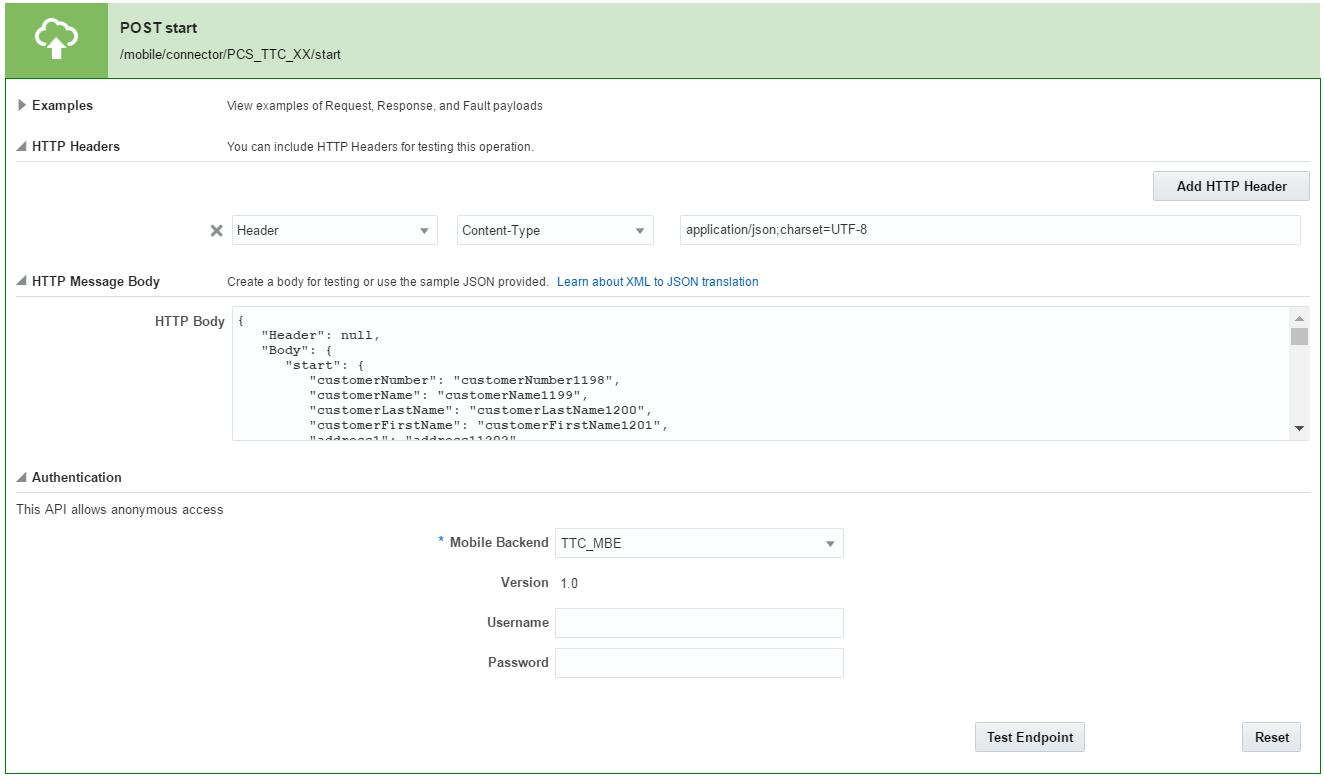 POST start
/mobile/connector/PCS_TTC_XX/start
Examples View examples of Request, Response, and Fault payloads
HTTP Headers You can include HTTP Headers for testing this operation.
Add HTTP Header
Header Content-Type application/json;charset=UTF-8
HTTP Message Body Create a body for testing or use the sample JSON provided. Learn about XML to JSON translation
HTTP Body {
"Header": null,
"Body": {
"start": {
"customerNumber": "customerNumber1198",
"customerName": "customerName1199",
"customerLastName": "customerLastName1200",
"customerFirstName": "customerFirstName1201",
"address1": "address11202"
Authentication
This API allows anonymous access
* Mobile Backend TTC_MBE
Version 1.0
Username
Password
Test Endpoint Reset